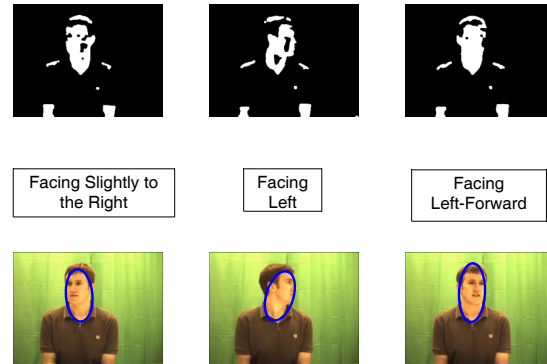 Facing Slightly to
the Right
Facing
Left
Facing
Left-Forward